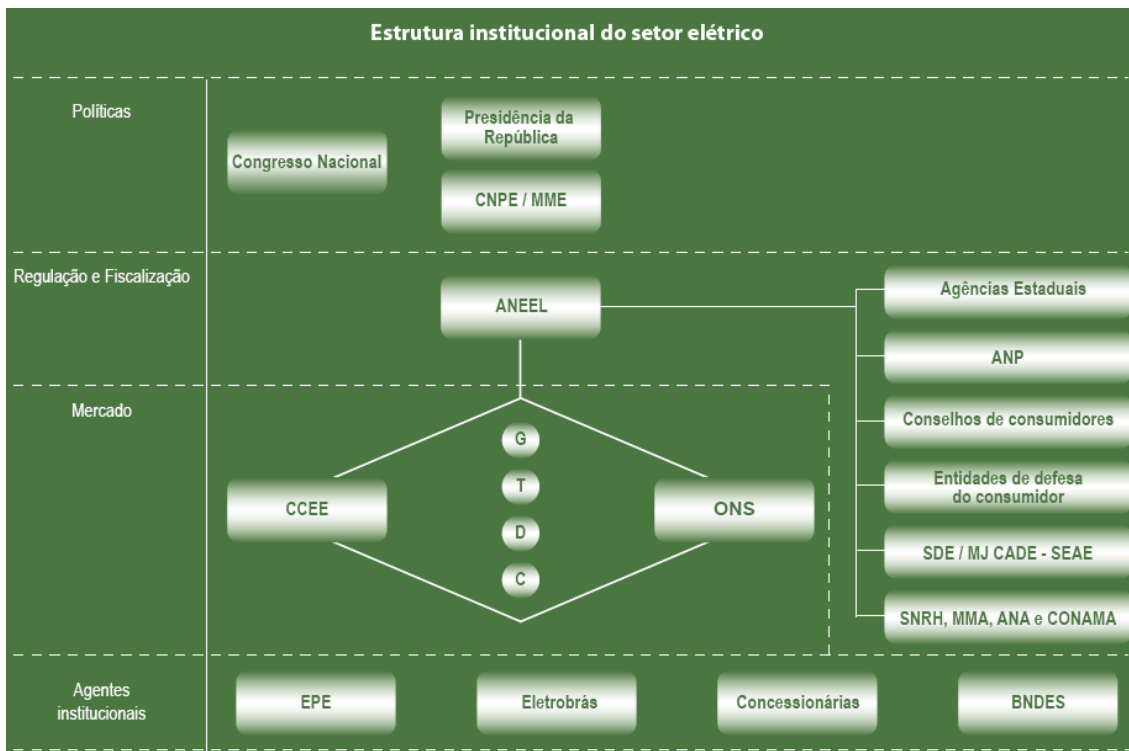 Estrutura institucional do setor elétrico
Políticas
Congresso Nacional
Presidência da
República
CNPE / MME
Regulação e Fiscalização
ANEEL
Agências Estaduais
ANP
Conselhos de consumidores
Entidades de defesa
do consumidor
SDE / MJ CADE - SEAE
SNRH, MMA, ANA e CONAMA
Mercado
CCEE
G
T
D
C
ONS
Agentes
institucionais
EPE
Eletrobrás
Concessionárias
BNDES